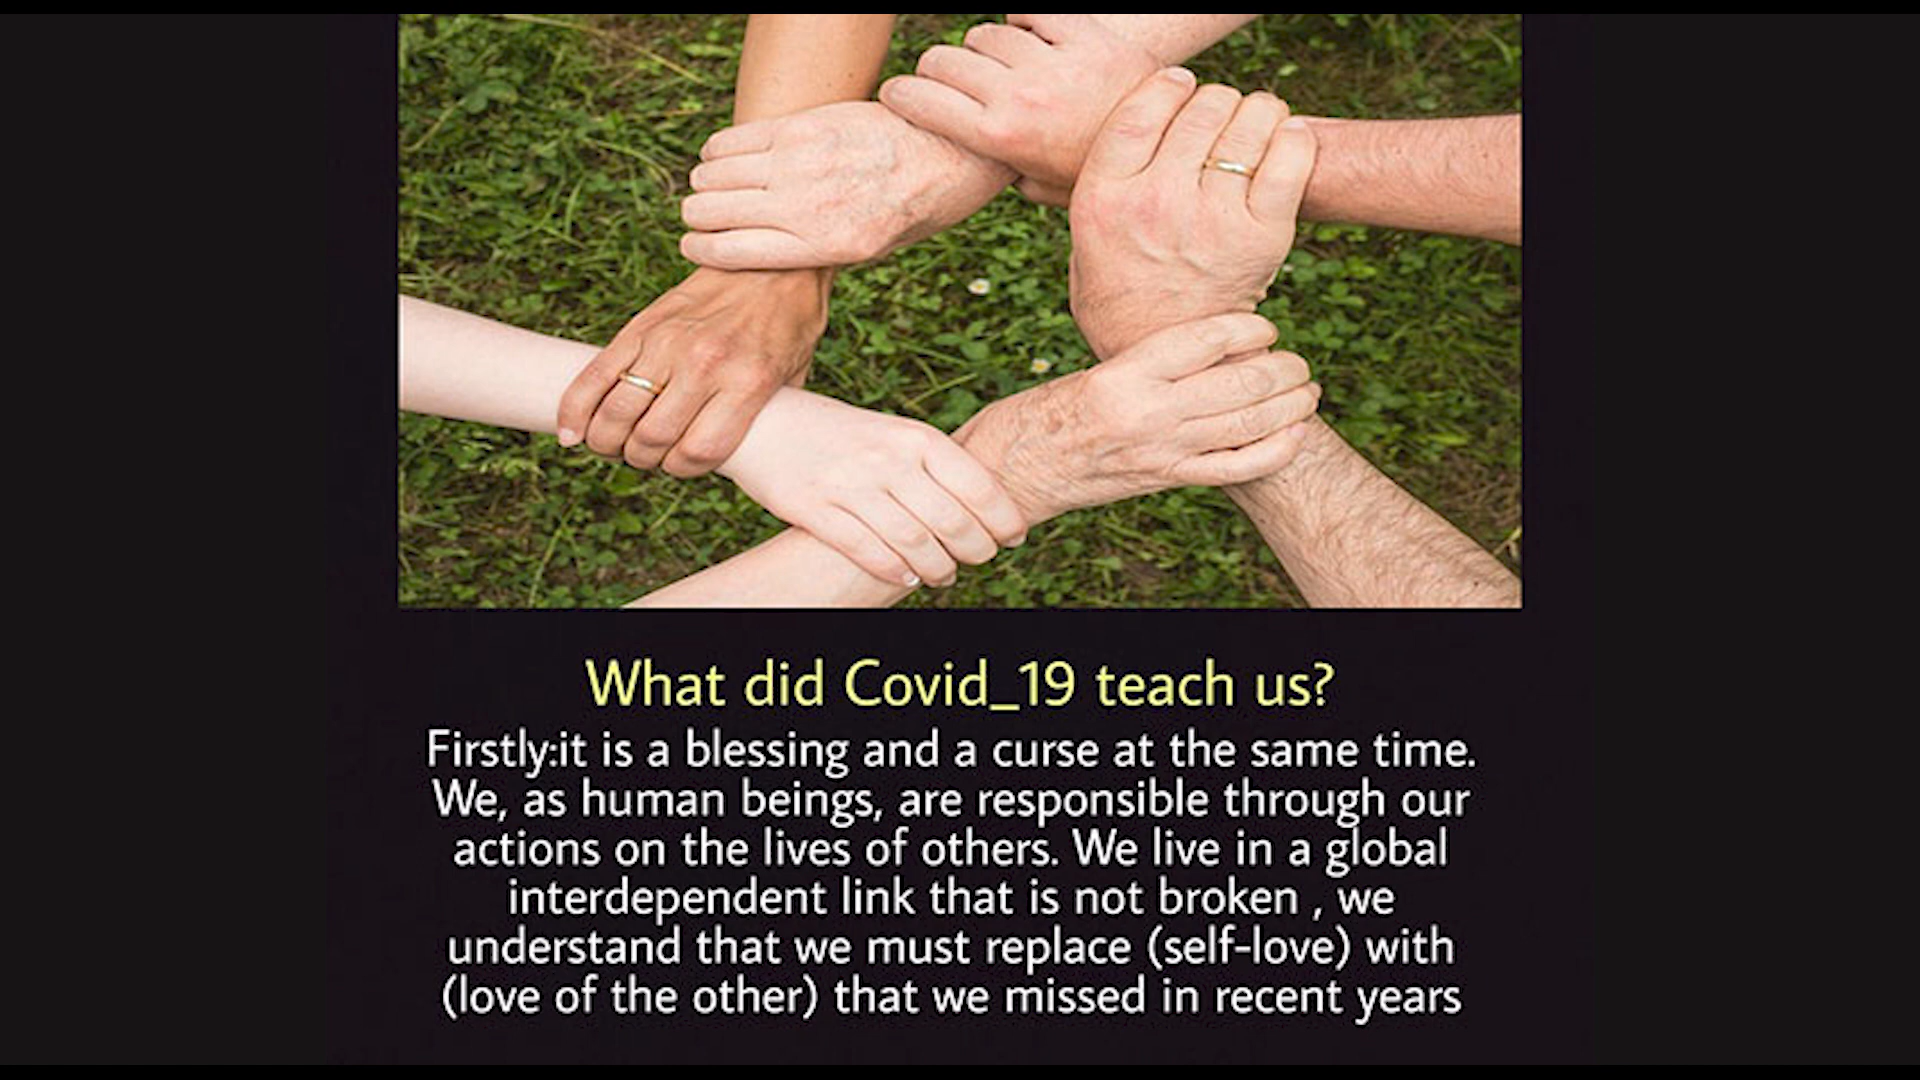 What did Covid_19 teach us?
Firstly:it is a blessing and a curse at the same time.
We, as human beings, are responsible through our
actions on the lives of others. We live in a global
interdependent link that is not broken , we
understand that we must replace (self-love) with
(love of the other) that we missed in recent years